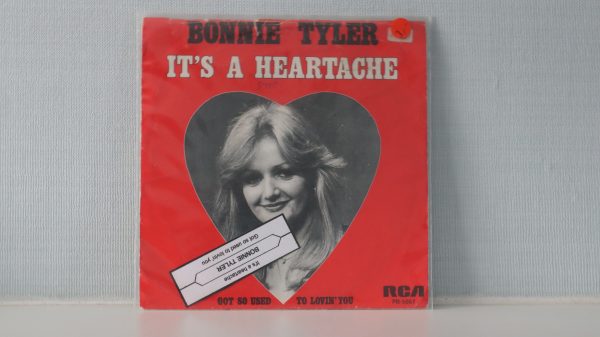 BONNIE TYLER
IT'S A HEARTACHE
It's a heartache
BONNIE TYLER
Got so used to lovin' you
GOT SO USED TO LOVIN' YOU
RCA